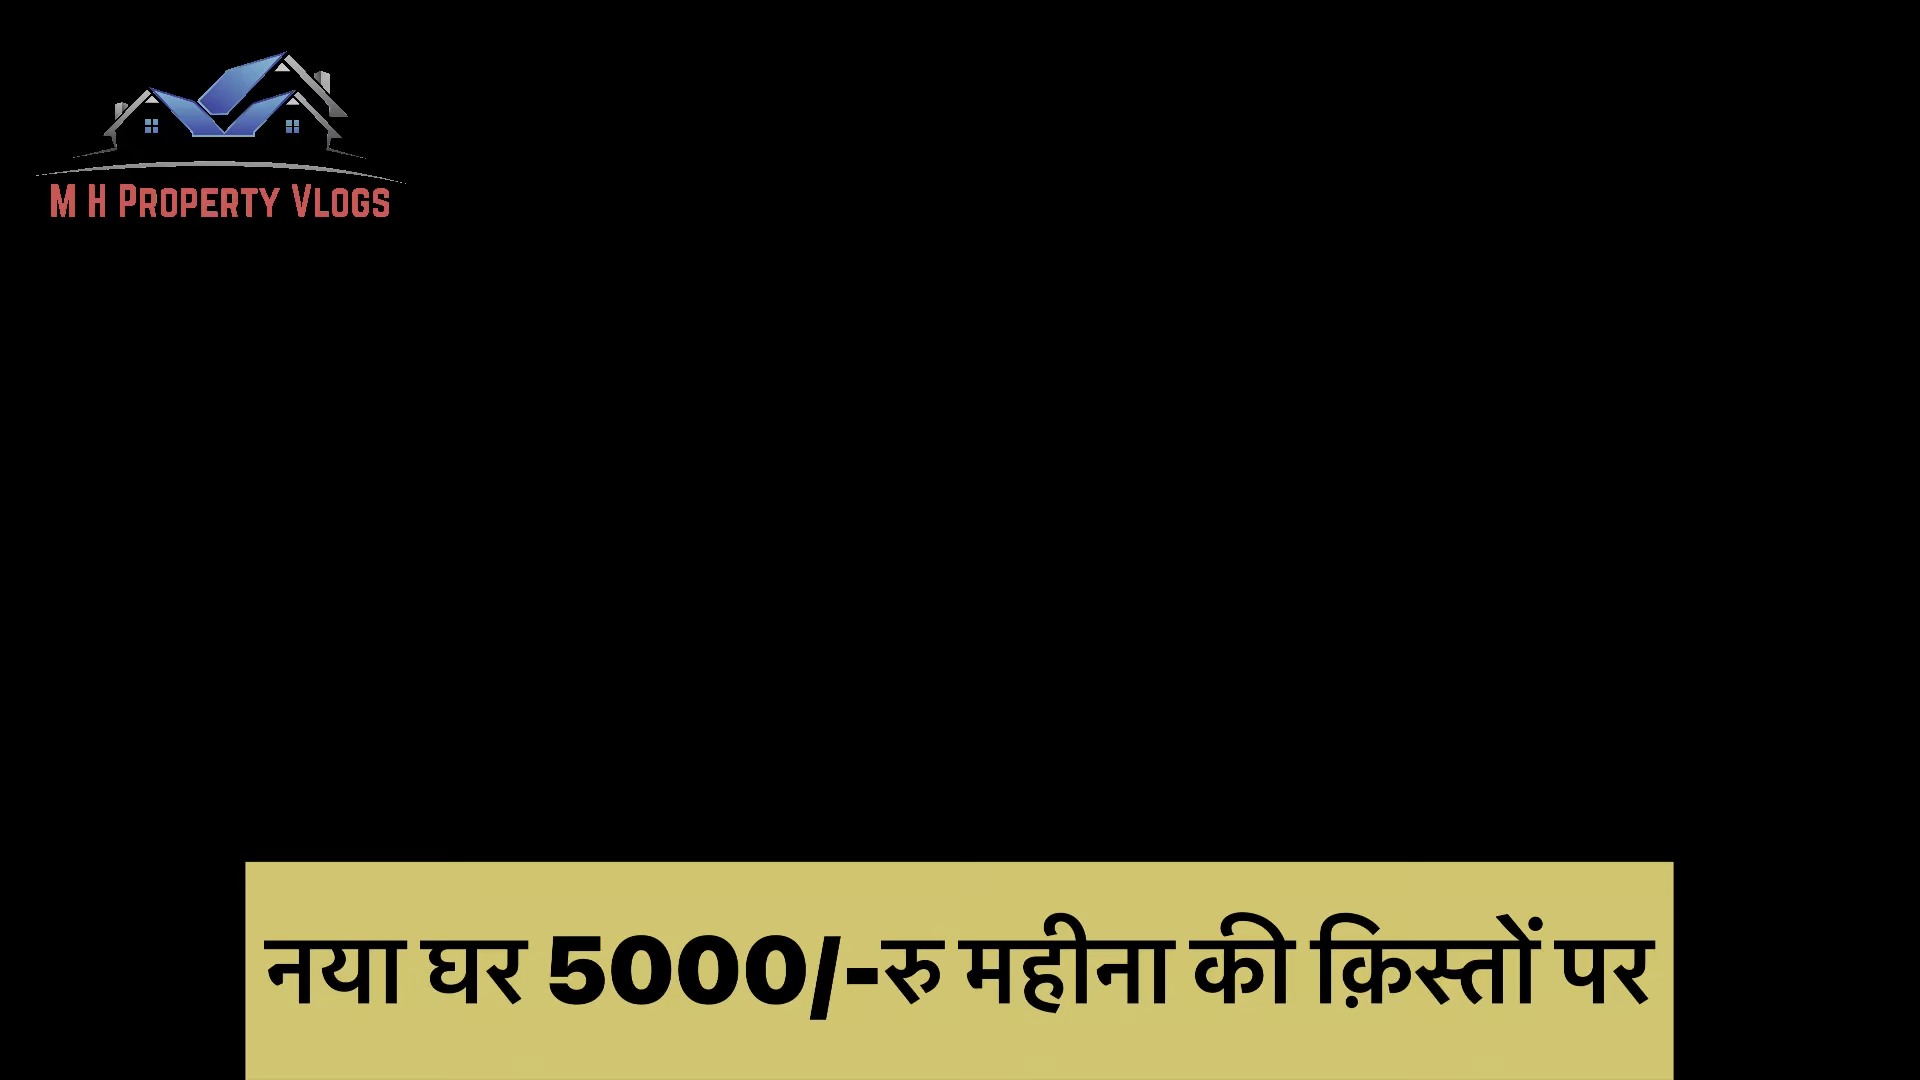 M H Property Vlogs
नया घर 5000/-रु महीना की क़िस्तों पर